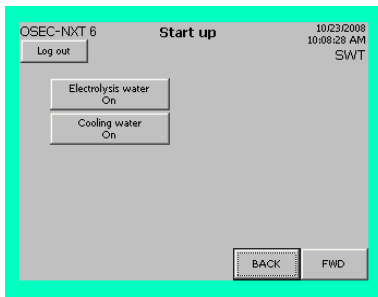 OSEC-NXT 6
Start up
10/23/2008
10:08:28 AM
Log out
SWT
Electrolysis water
On
Cooling water
On
BACK
FWD